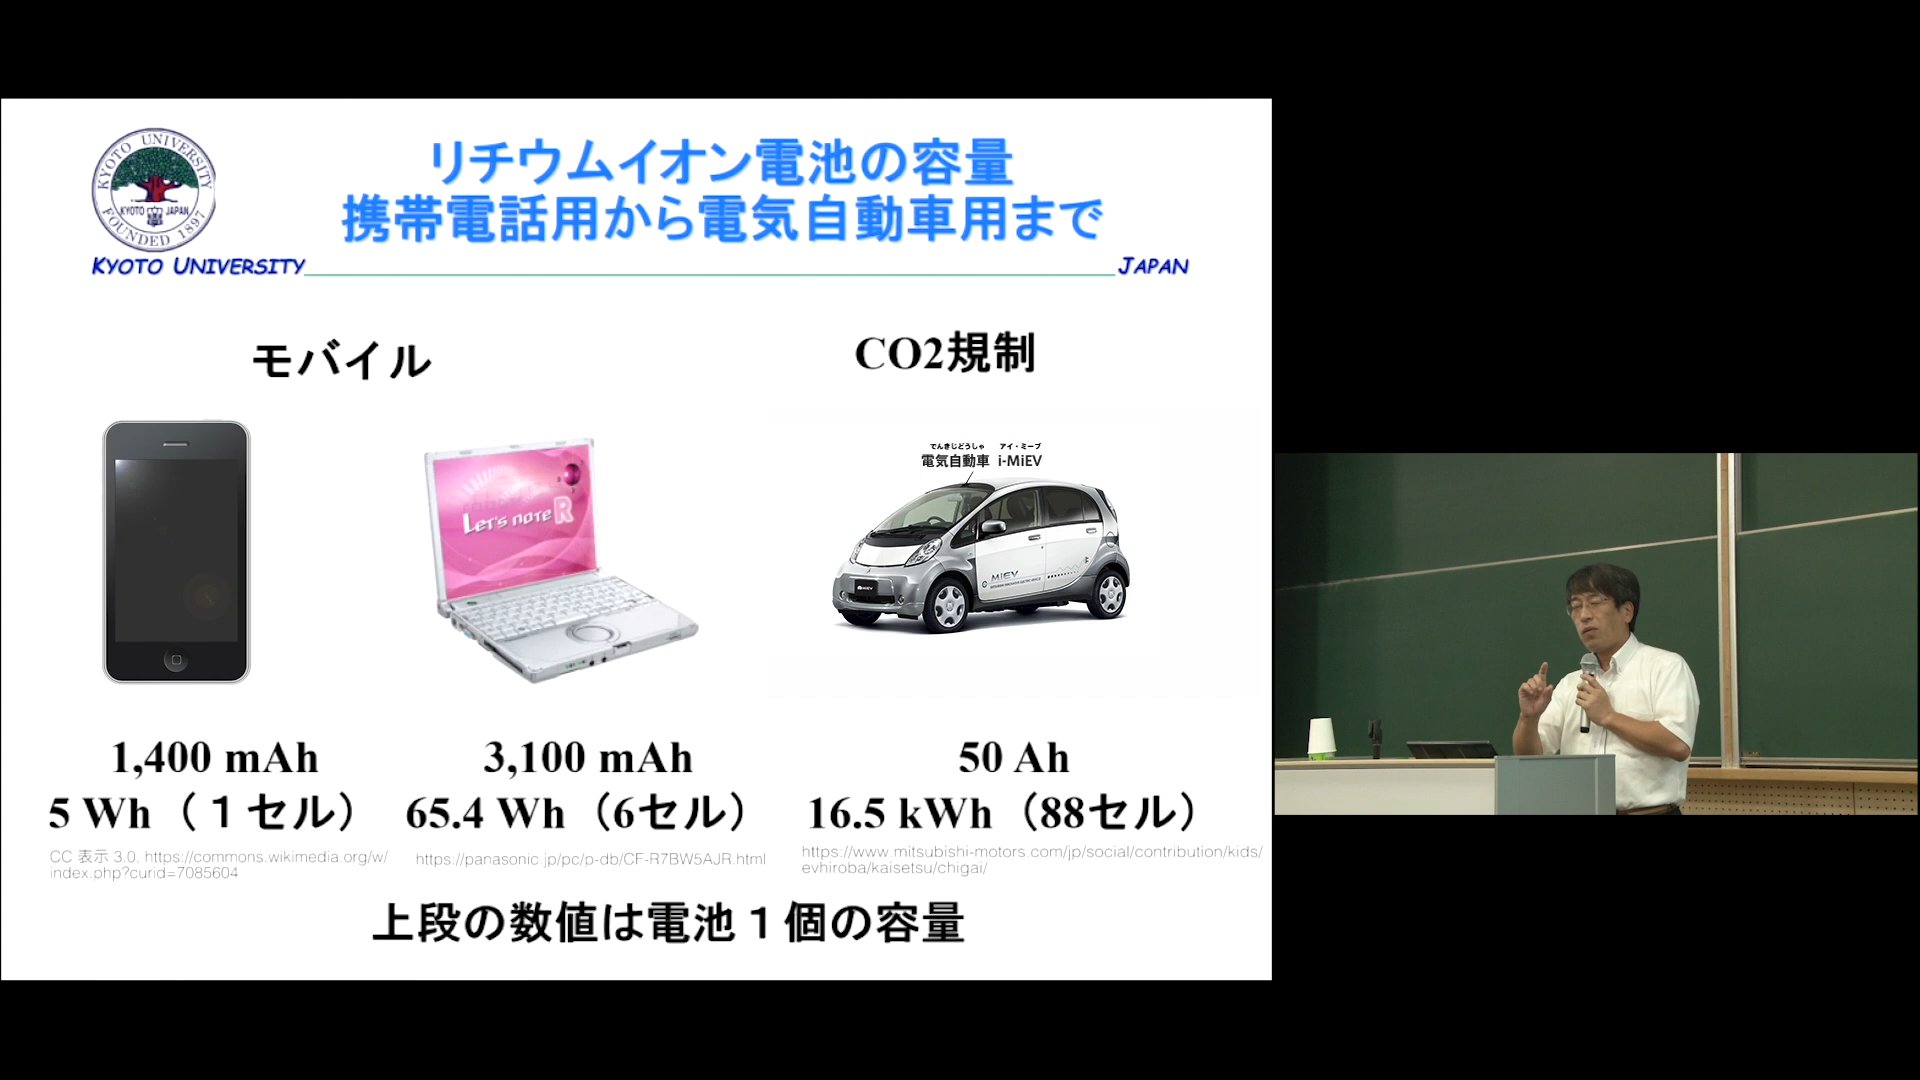 リチウムイオン電池の容量
携帯電話用から電気自動車用まで
KYOTO UNIVERSITY
FOUNDED 1897
KYOTO JAPAN
KYOTO UNIVERSITY
JAPAN
モバイル
CO2規制
でんきじどうしゃ アイ・ミーブ
電気自動車 i-MiEV
Let's note R
MiEV
1,400 mAh
5 Wh（１セル）
3,100 mAh
65.4 Wh（6セル）
50 Ah
16.5 kWh（88セル）
CC 表示 3.0, https://commons.wikimedia.org/w/
index.php?curid=7085604
https://panasonic.jp/pc/p-db/CF-R7BW5AJR.html
https://www.mitsubishi-motors.com/jp/social/contribution/kids/
evhiroba/kaisetsu/chigai/
上段の数値は電池１個の容量